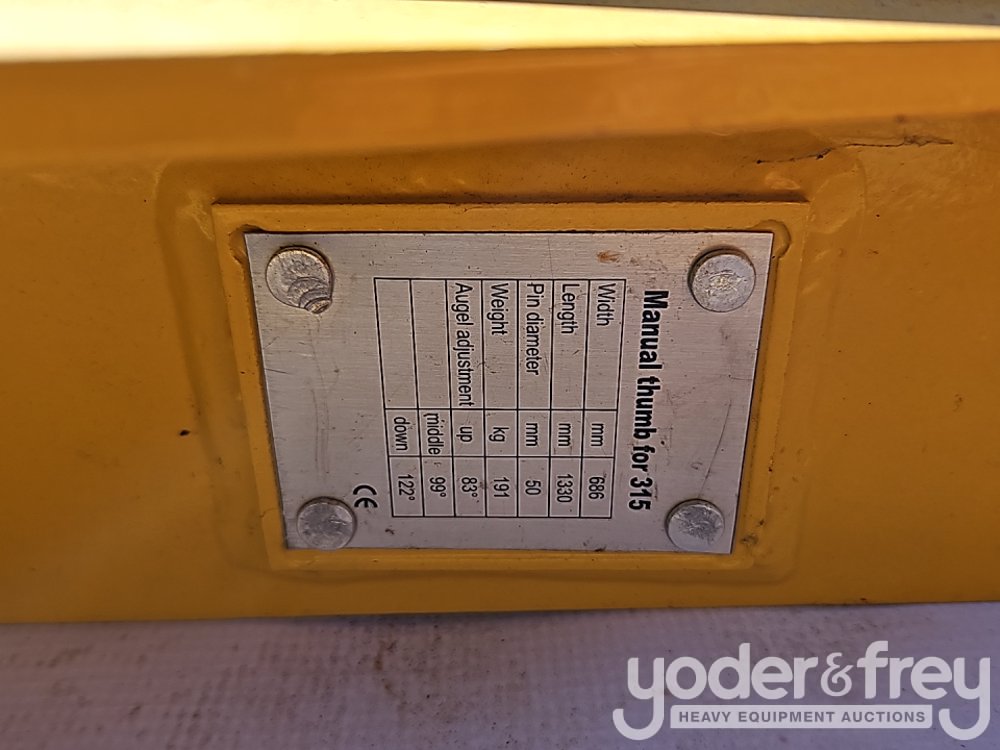 Manual thumb for 315
Width mm 686
Length mm 1330
Pin diameter mm 50
Weight kg 191
Augel adjustment up 83°
middle 99°
down 122°
CE
yoder&frey
HEAVY EQUIPMENT AUCTIONS